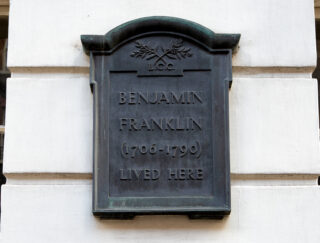 L.C.C.
BENJAMIN
FRANKLIN
(1706-1790)
LIVED HERE